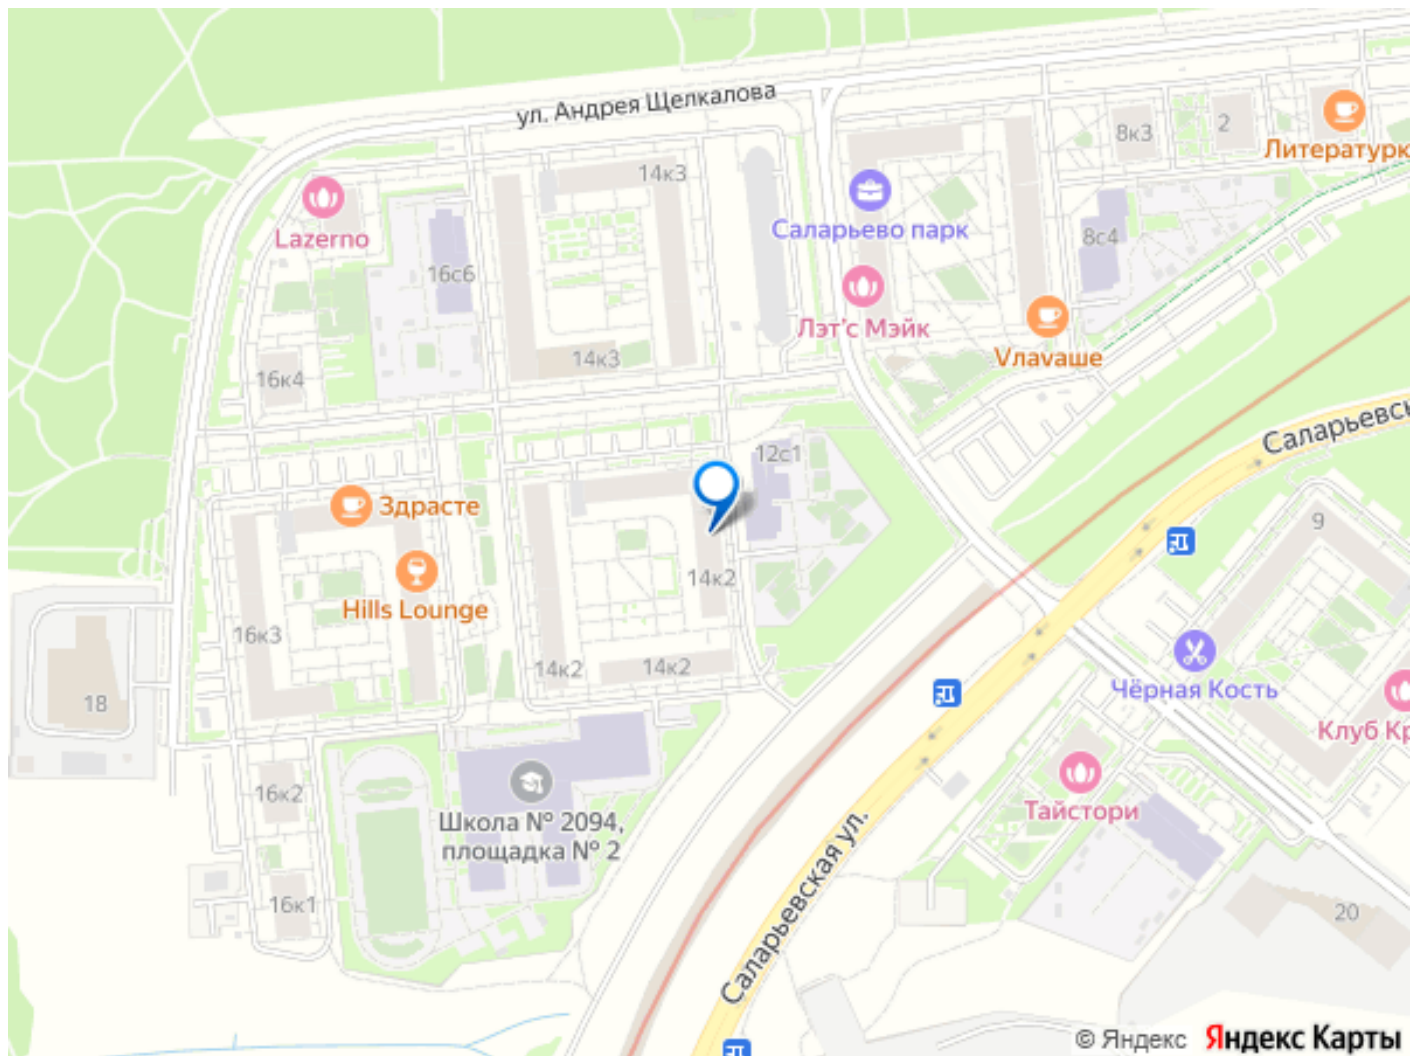 ул. Андрея Щелкалова
14к3
8к3
2
Литературк
Lazerno
Саларьево парк
8с4
16с6
Лэт'с Мэйк
14к3
Vлаvаше
16к4
Саларьевск
12с1
Здрасте
9
14к2
Hills Lounge
16к3
14к2
14к2
18
Чёрная Кость
Клуб Кр
16к2
Школа № 2094,
площадка № 2
Тайстори
16к1
Саларьевская ул.
20
© Яндекс Яндекс Карты